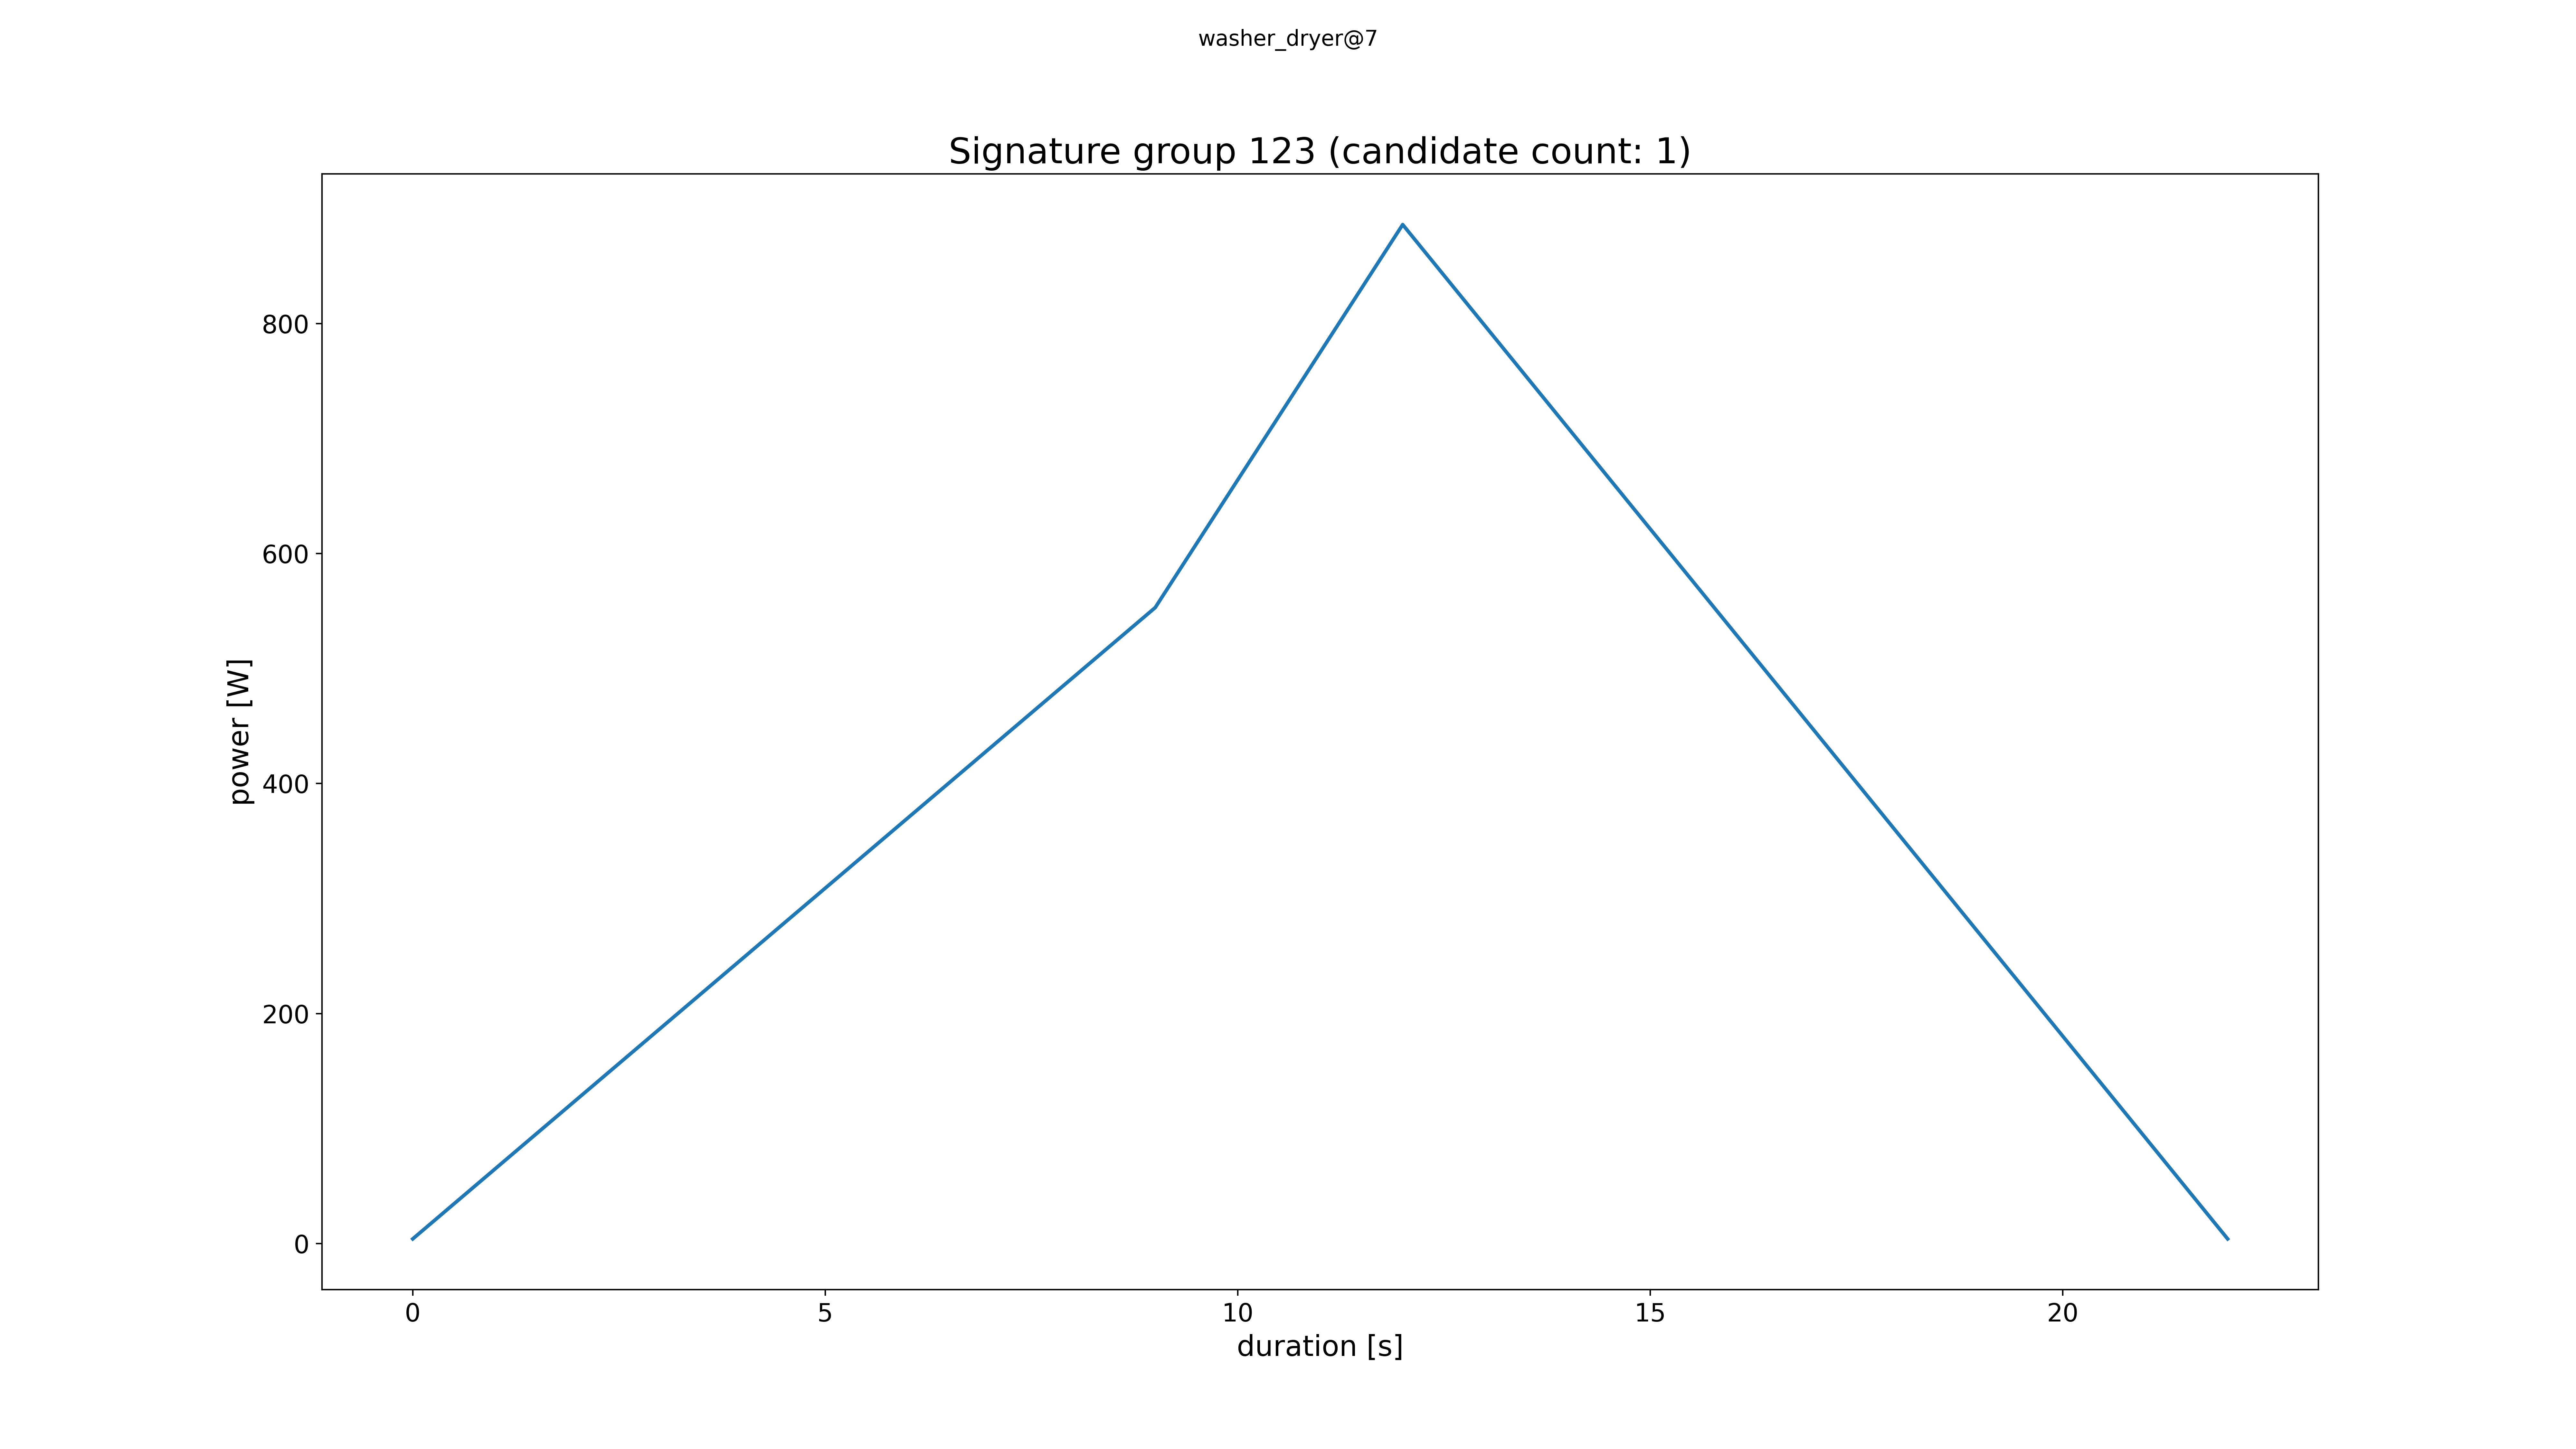 washer_dryer@7
Signature group 123 (candidate count: 1)
800
600
400
200
0
power [W]
0 5 10 15 20
duration [s]